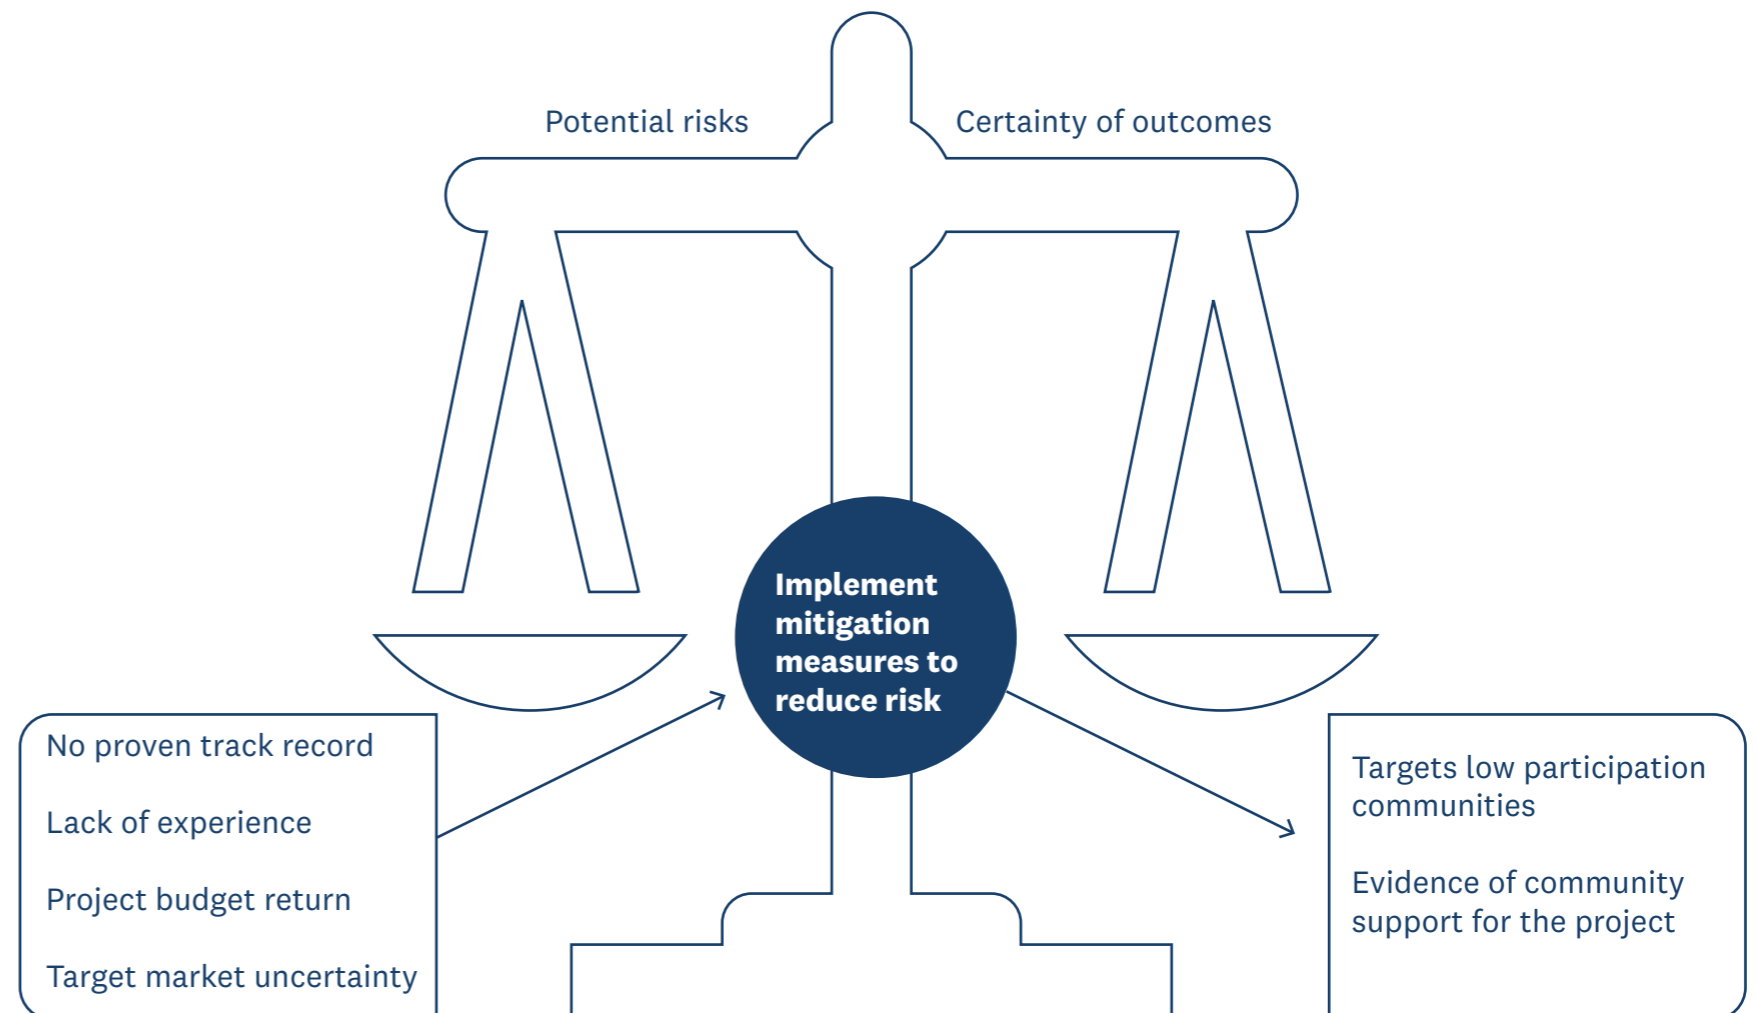 Potential risks
Certainty of outcomes
Implement
mitigation
measures to
reduce risk
No proven track record
Lack of experience
Project budget return
Target market uncertainty
Targets low participation
communities
Evidence of community
support for the project